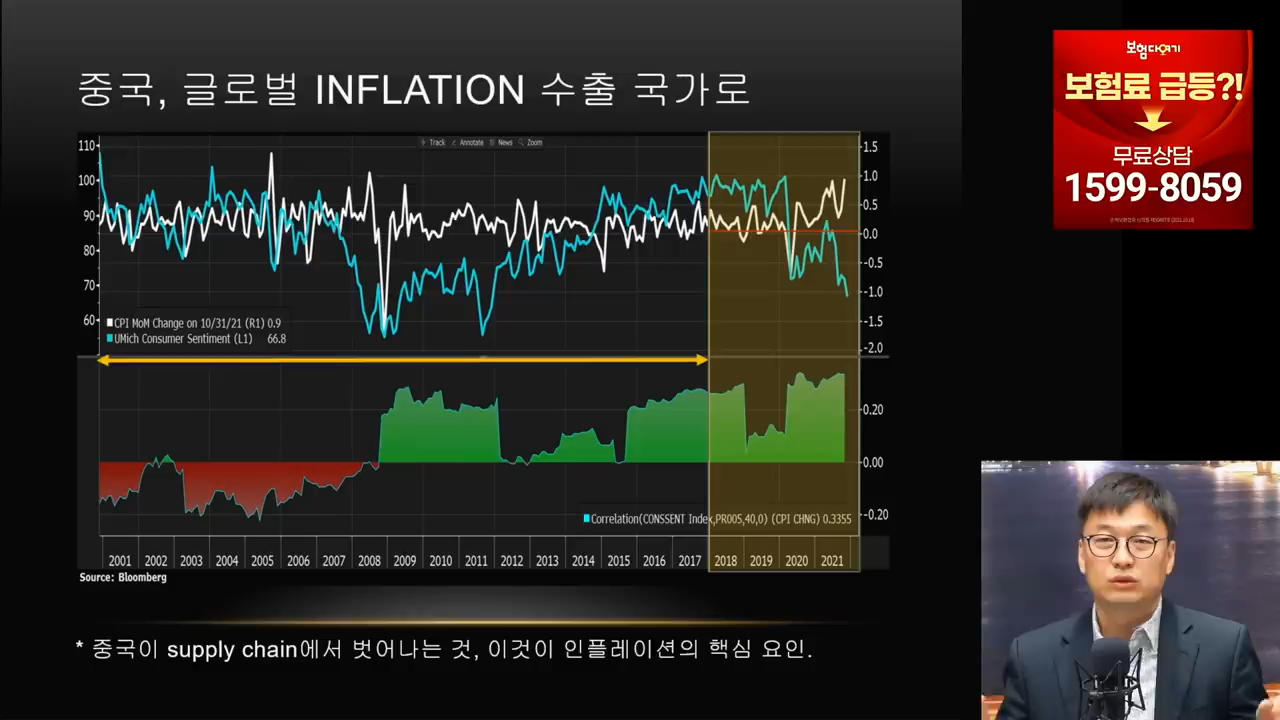 중국, 글로벌 INFLATION 수출 국가로
Track Annotate News Zoom
110
100
90
80
70
60
1.5
1.0
0.5
0.0
-0.5
-1.0
-1.5
-2.0
CPI MoM Change on 10/31/21 (R1) 0.9
UMich Consumer Sentiment (L1) 66.8
0.20
0.00
-0.20
Correlation(CONSSENT Index,PR005,40,0) (CPI CHNG) 0.3355
2001 2002 2003 2004 2005 2006 2007 2008 2009 2010 2011 2012 2013 2014 2015 2016 2017 2018 2019 2020 2021
Source: Bloomberg
* 중국이 supply chain에서 벗어나는 것, 이것이 인플레이션의 핵심 요인.
보험다여기
보험료 급등?!
무료상담
1599-8059